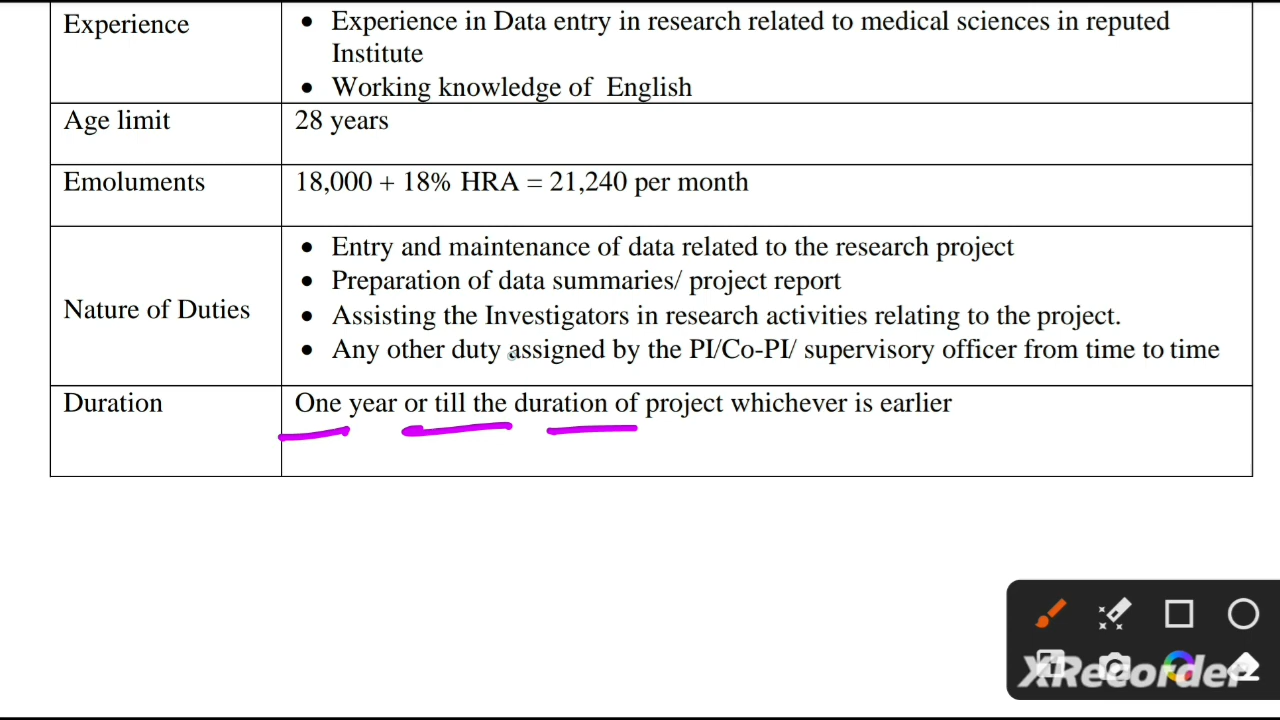 Experience
• Experience in Data entry in research related to medical sciences in reputed
Institute
• Working knowledge of English
Age limit
28 years
Emoluments
18,000 + 18% HRA = 21,240 per month
Nature of Duties
• Entry and maintenance of data related to the research project
• Preparation of data summaries/ project report
• Assisting the Investigators in research activities relating to the project.
• Any other duty assigned by the PI/Co-PI/ supervisory officer from time to time
Duration
One year or till the duration of project whichever is earlier
XRecorder